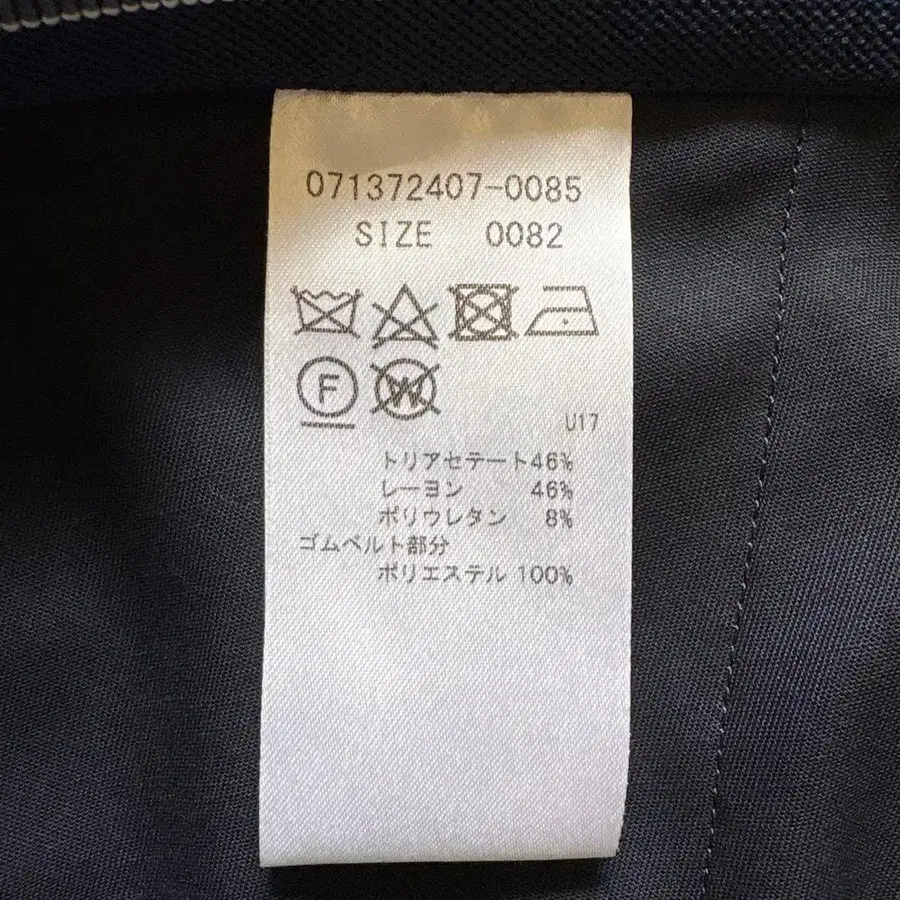 071372407-0085
SIZE 0082
F W
U17
トリアセテート46%
レーヨン 46%
ポリウレタン 8%
ゴムベルト部分
ポリエステル 100%